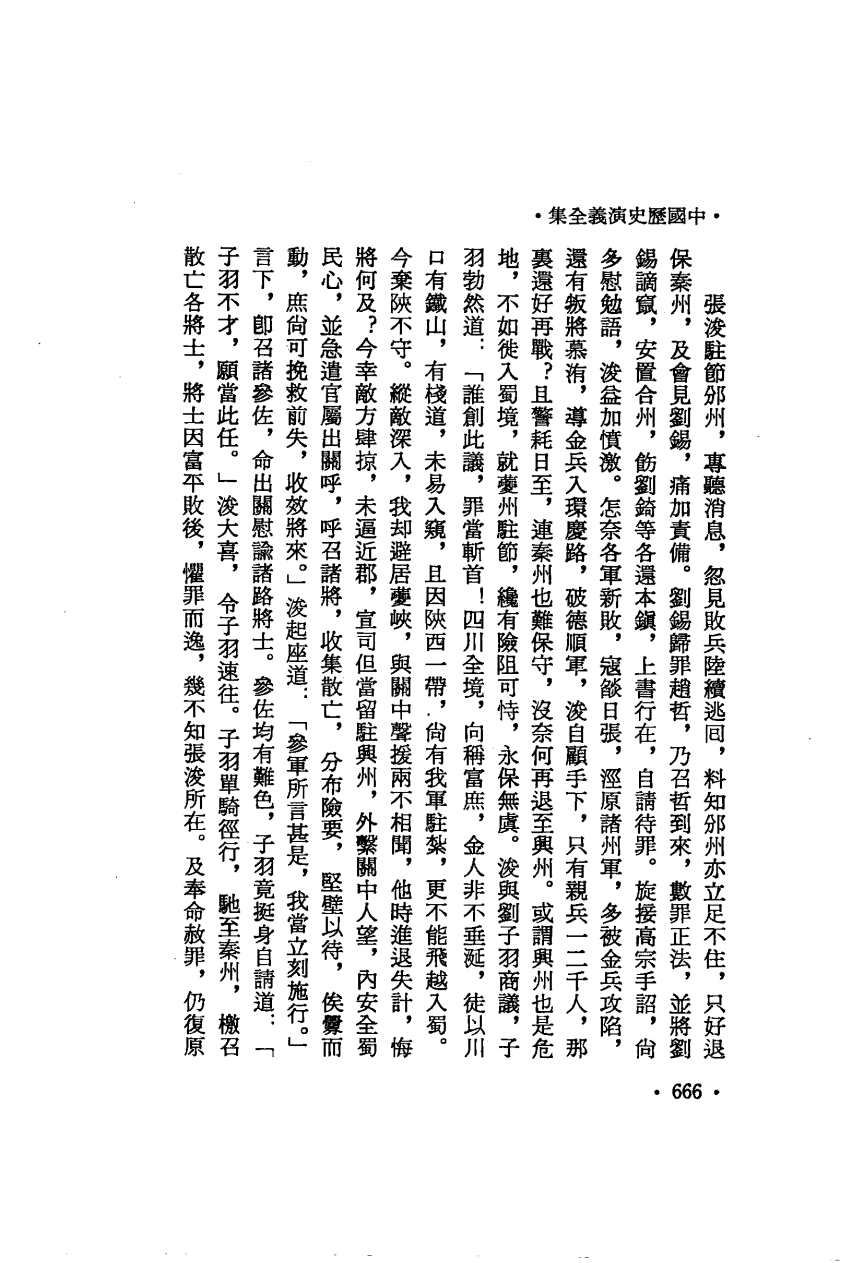 •中國歷史演義全集•
張浚駐節邠州，專聽消息，忽見敗兵陸續逃囘，料知邠州亦立足不住，只好退
保秦州，及會見劉錫，痛加責備。劉錫歸罪趙哲，乃召哲到來，數罪正法，並將劉
錫謫竄，安置合州，飭劉錡等各還本鎭，上書行在，自請待罪。旋接高宗手詔，尙
多慰勉語，浚益加憤激。怎奈各軍新敗，寇燄日張，涇原諸州軍，多被金兵攻陷，
還有叛將慕洧，導金兵入環慶路，破德順軍，浚自顧手下，只有親兵一二千人，那
裏還好再戰？且警耗日至，連秦州也難保守，沒奈何再退至興州。或謂興州也是危
地，不如徙入蜀境，就夔州駐節，纔有險阻可恃，永保無虞。浚與劉子羽商議，子
羽勃然道：「誰創此議，罪當斬首！四川全境，向稱富庶，金人非不垂涎，徒以川
口有鐵山，有棧道，未易入窺，且因陝西一帶，尙有我軍駐紮，更不能飛越入蜀。
今棄陝不守。縱敵深入，我却避居夔峽，與關中聲援兩不相聞，他時進退失計，悔
將何及？今幸敵方肆掠，未逼近郡，宣司但當留駐興州，外繫關中人望，內安全蜀
民心，並急遣官屬出關呼，呼召諸將，收集散亡，分布險要，堅壁以待，俟釁而
動，庶尙可挽救前失，收效將來。」浚起座道：「參軍所言甚是，我當立刻施行。」
言下，卽召諸參佐，命出關慰諭諸路將士。參佐均有難色，子羽竟挺身自請道：「
子羽不才，願當此任。」浚大喜，令子羽速往。子羽單騎徑行，馳至秦州，檄召
散亡各將士，將士因富平敗後，懼罪而逸，幾不知張浚所在。及奉命赦罪，仍復原
•666•